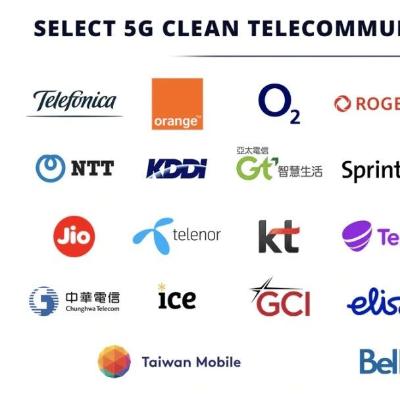 SELECT 5G CLEAN TELECOMMU
Telefónica
orange
O2
ROGE
NTT
KDDI
亞太電信
Gt 智慧生活
Sprint
Jio
telenor
kt
Te
中華電信
Chunghwa Telecom
ice
GCI
elis
Taiwan Mobile
Bell